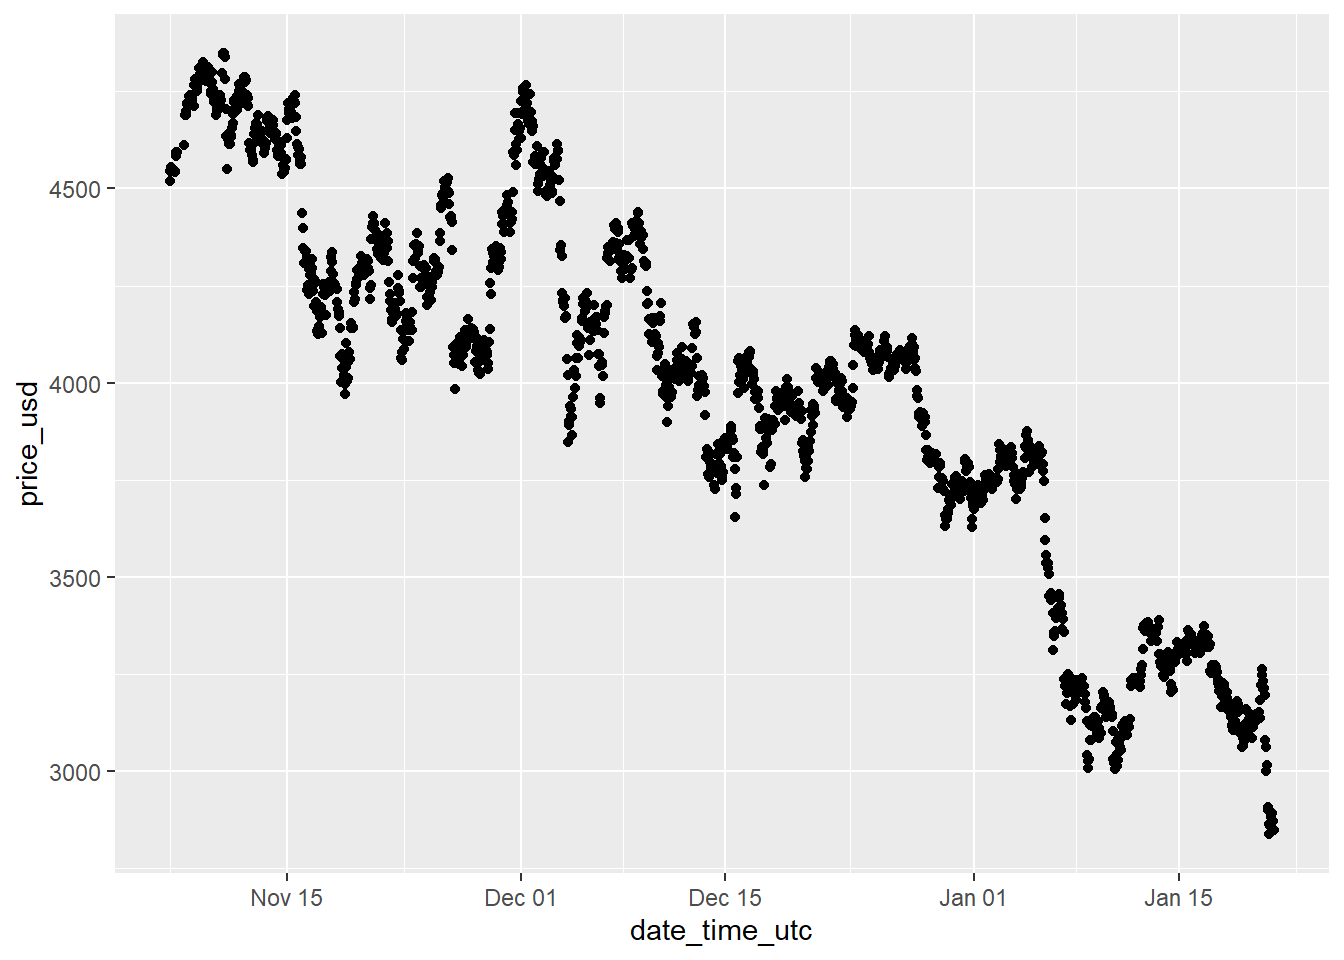 price_usd
4500
4000
3500
3000
Nov 15
Dec 01
Dec 15
Jan 01
Jan 15
date_time_utc